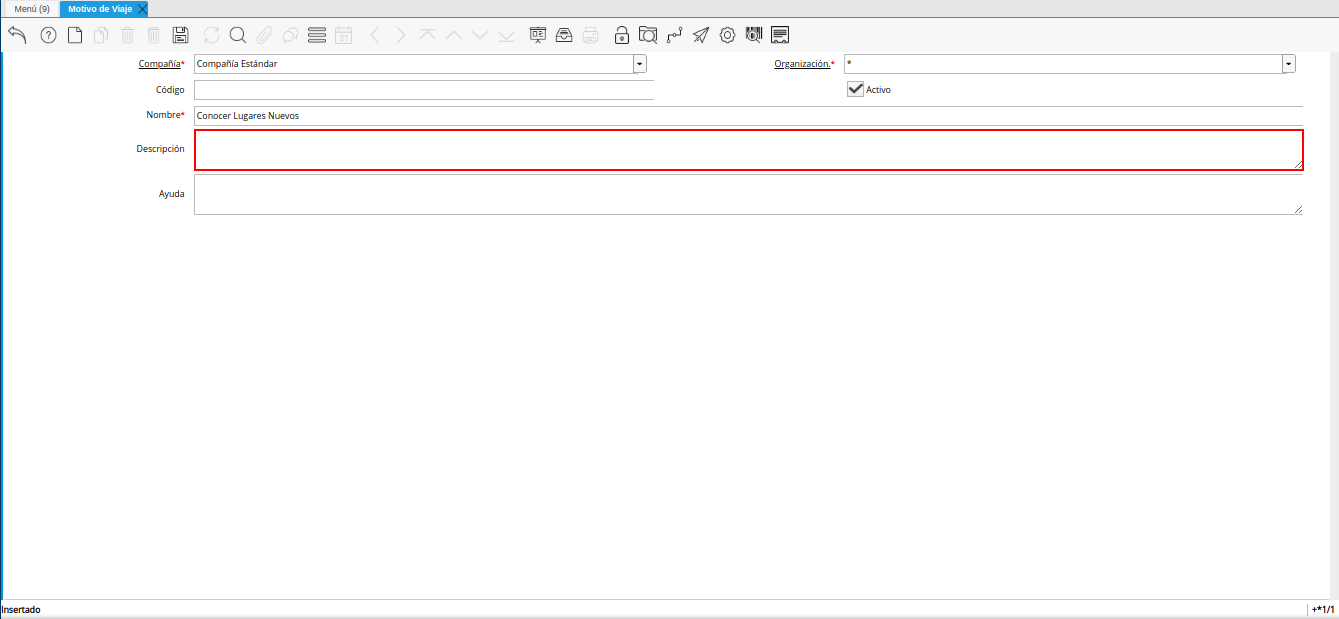 Menú (9) Motivo de Viaje
31
Compañía* Compañía Estándar Organización.* *
Código Activo
Nombre* Conocer Lugares Nuevos
Descripción
Ayuda
Insertado +*1/1